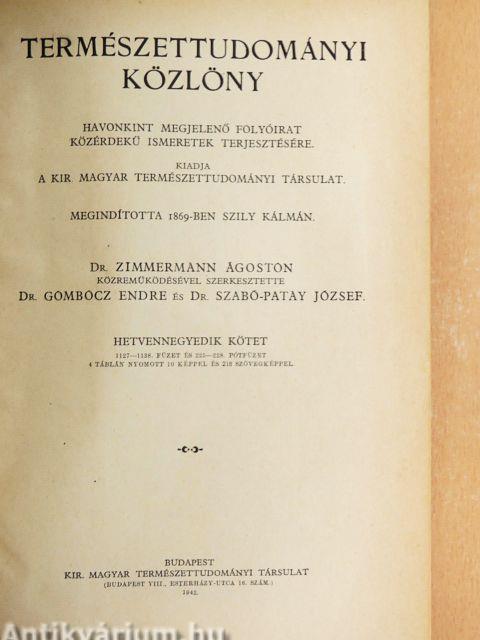 TERMÉSZETTUDOMÁNYI
KÖZLÖNY
HAVONKINT MEGJELENŐ FOLYÓIRAT
KÖZÉRDEKŰ ISMERETEK TERJESZTÉSÉRE.
KIADJA
A KIR. MAGYAR TERMÉSZETTUDOMÁNYI TÁRSULAT.
MEGINDÍTOTTA 1869-BEN SZILY KÁLMÁN.
DR. ZIMMERMANN ÁGOSTON
KÖZREMŰKÖDÉSÉVEL SZERKESZTETTE
DR. GOMBOCZ ENDRE ÉS DR. SZABÓ-PATAY JÓZSEF.
HETVENNEGYEDIK KÖTET
1127—1138. FÜZET ÉS 225—228. PÓTFÜZET
4 TÁBLÁN NYOMOTT 10 KÉPPEL ÉS 218 SZÖVEGKÉPPEL.
BUDAPEST
KIR. MAGYAR TERMÉSZETTUDOMÁNYI TÁRSULAT
(BUDAPEST VIII., ESTERHÁZY-UTCA 16. SZÁM.)
1942.
Antikvárium.hu